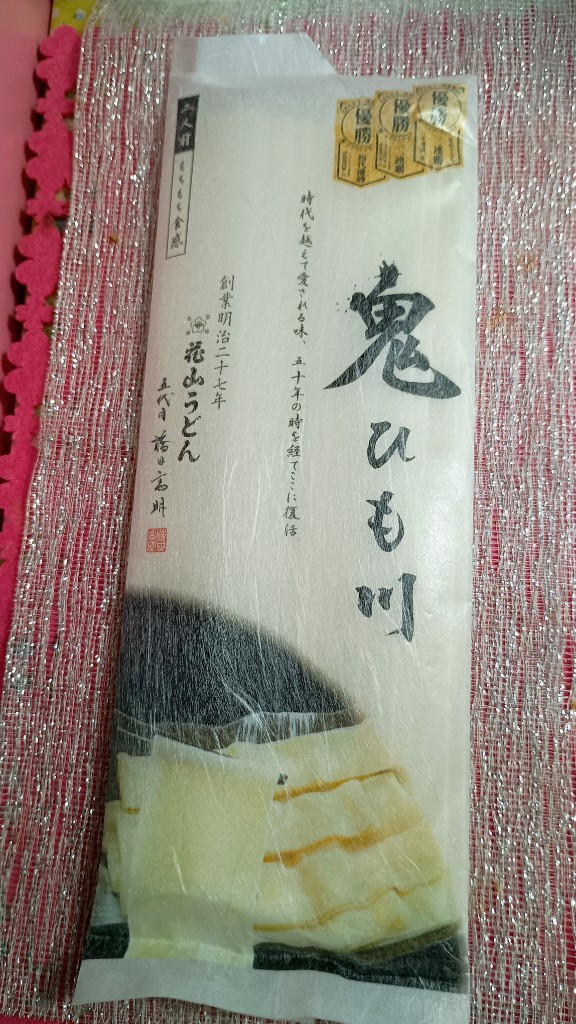 鬼ひも川
優勝
優勝
優勝
時代を越えて愛される味、五十年の時を経てここに復活
創業明治二十七年
花山うどん
五代目 橋田高明
二人前 もちもち食感